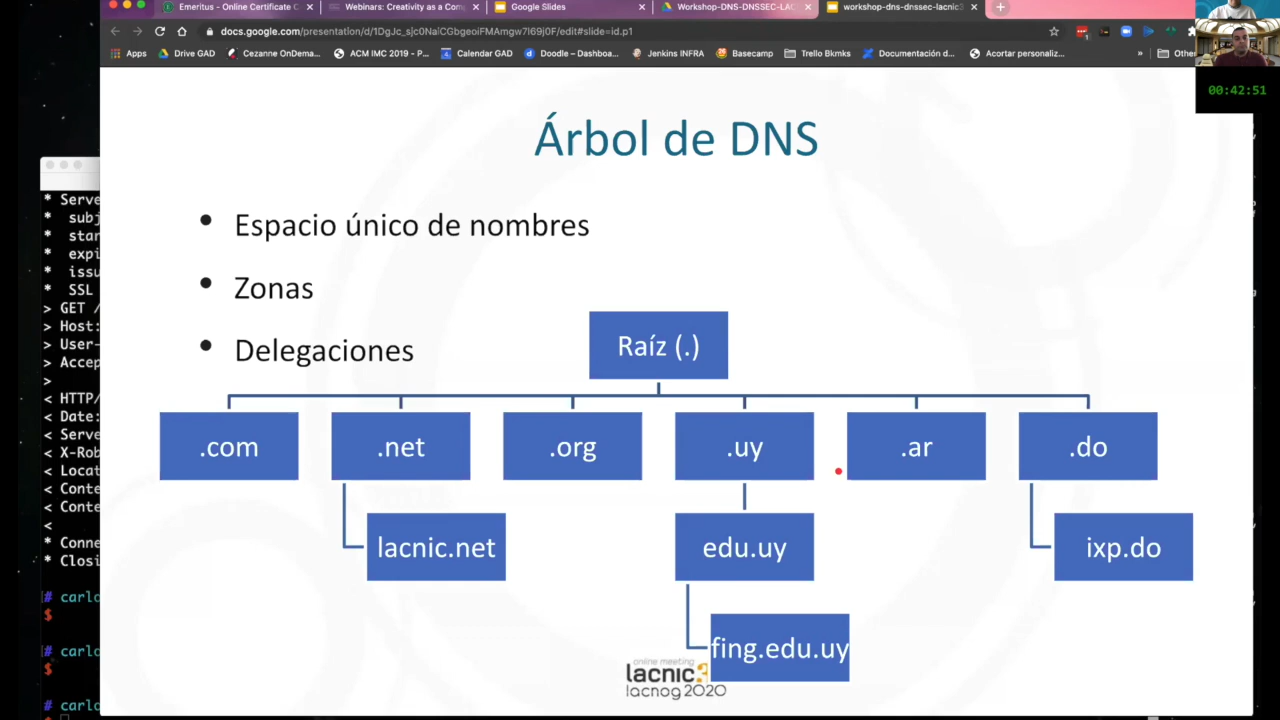 Emeritus - Online Certificate C
Webinars: Creativity as a Com
Google Slides
Workshop-DNS-DNSSEC-LAC
workshop-dns-dnssec-lacnic3
docs.google.com/presentation/d/1DgJc_sjc0NalCGbgeoiFMAmgw7l69j0F/edit#slide=id.p1
Apps
Drive GAD
Cezanne OnDema...
ACM IMC 2019 - P...
Calendar GAD
Doodle – Dashboa...
Jenkins INFRA
Basecamp
Trello Bkmks
Documentación d...
Acortar personaliz...
»
Othe
00:42:51
Árbol de DNS
• Espacio único de nombres
• Zonas
• Delegaciones
Raíz (.)
.com
.net
.org
.uy
.ar
.do
lacnic.net
edu.uy
ixp.do
fing.edu.uy
online meeting
lacnic3
lacnog 2020
* Serve
* subj
* star
* expi
* issu
* SSL
> GET /
> Host:
> User-
> Accep
>
< HTTP/
< Date:
< Serve
< X-Rob
< Locat
< Conte
< Conte
<
* Conne
* Closi
# carlo
$
# carlo
$
# carlo
$